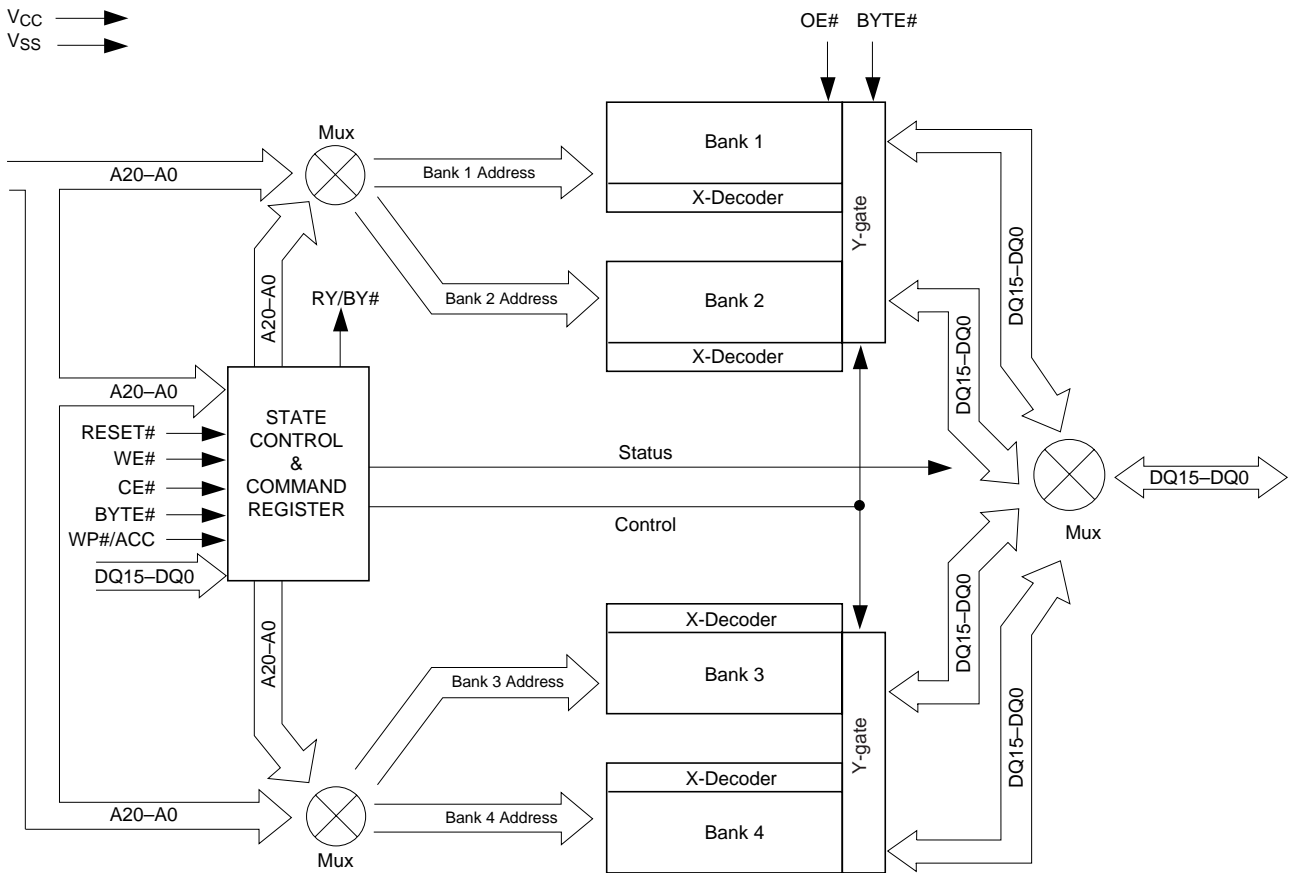 VCC
VSS
OE# BYTE#
Mux
Bank 1
A20–A0
Bank 1 Address
X-Decoder
Y-gate
DQ15–DQ0
A20–A0
RY/BY#
Bank 2 Address
Bank 2
X-Decoder
DQ15–DQ0
A20–A0
RESET#
WE#
CE#
BYTE#
WP#/ACC
DQ15–DQ0
STATE
CONTROL
&
COMMAND
REGISTER
Status
Control
DQ15–DQ0
Mux
A20–A0
X-Decoder
Bank 3 Address
Bank 3
DQ15–DQ0
DQ15–DQ0
Y-gate
X-Decoder
A20–A0
Bank 4 Address
Bank 4
Mux